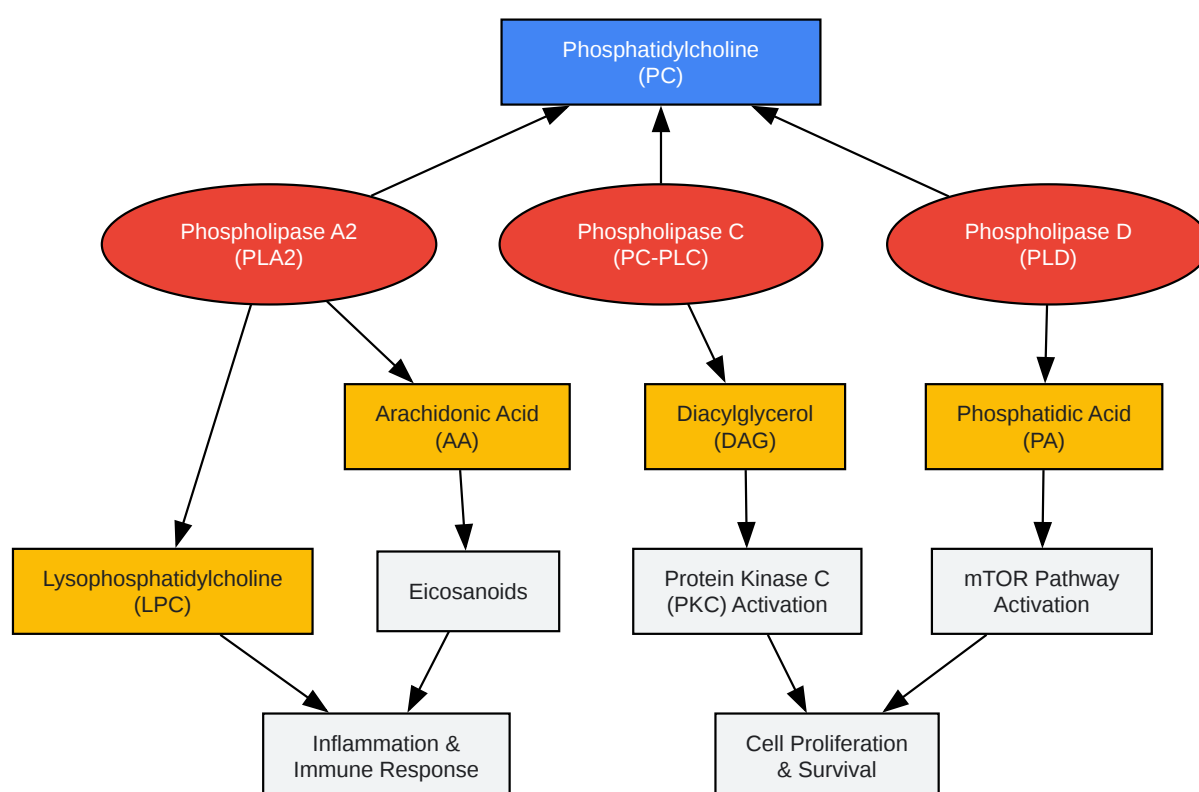 Phosphatidylcholine
(PC)
Phospholipase A2
(PLA2)
Phospholipase C
(PC-PLC)
Phospholipase D
(PLD)
Arachidonic Acid
(AA)
Diacylglycerol
(DAG)
Phosphatidic Acid
(PA)
Lysophosphatidylcholine
(LPC)
Eicosanoids
Protein Kinase C
(PKC) Activation
mTOR Pathway
Activation
Inflammation &
Immune Response
Cell Proliferation
& Survival